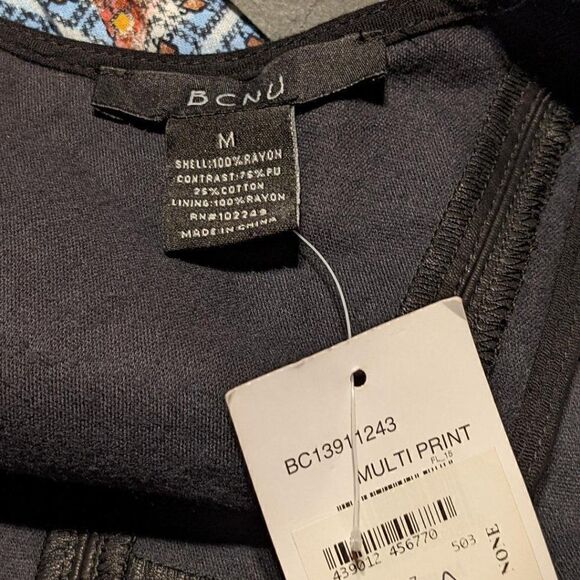 BCNU
M
SHELL:100%RAYON
CONTRAST:75%PU
25%COTTON
LINING:100%RAYON
RN#102249
MADE IN CHINA
BC13911243
MULTI PRINT
FL_15
439012 456770 503
NONE